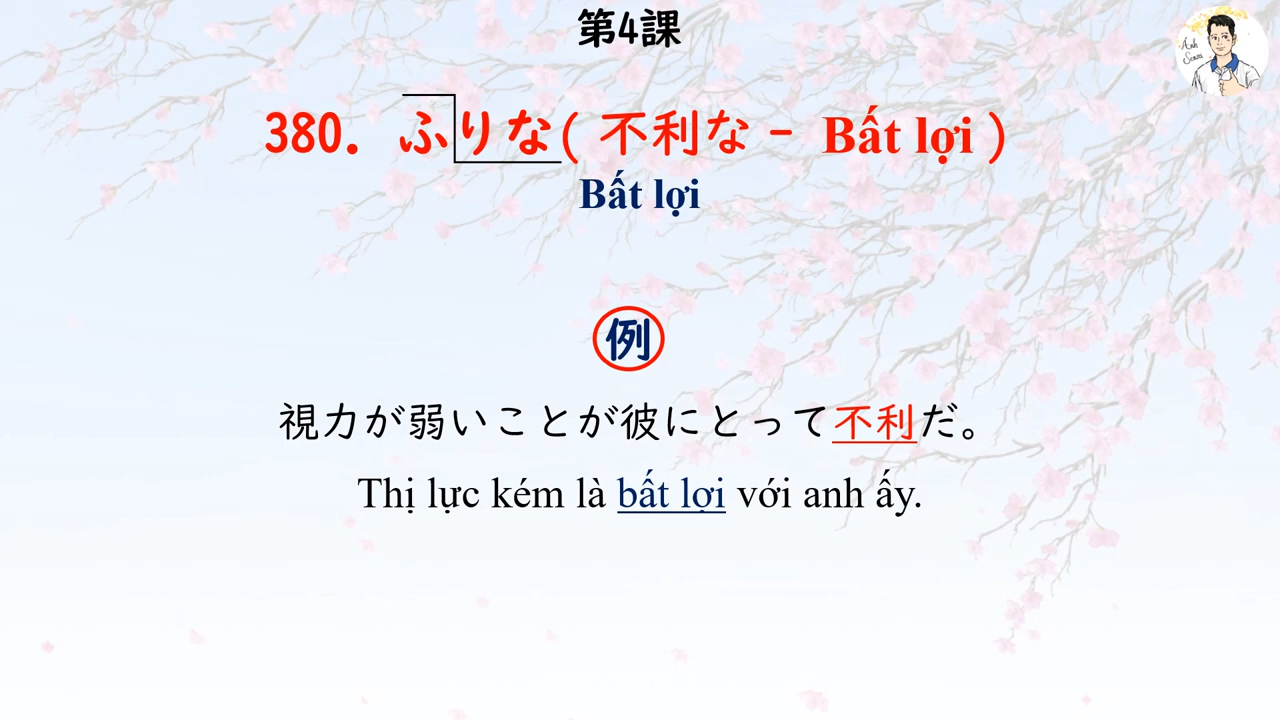 第4課
Anh
Sensei
380. ふりな( 不利な - Bất lợi )
Bất lợi
例
視力が弱いことが彼にとって不利だ。
Thị lực kém là bất lợi với anh ấy.